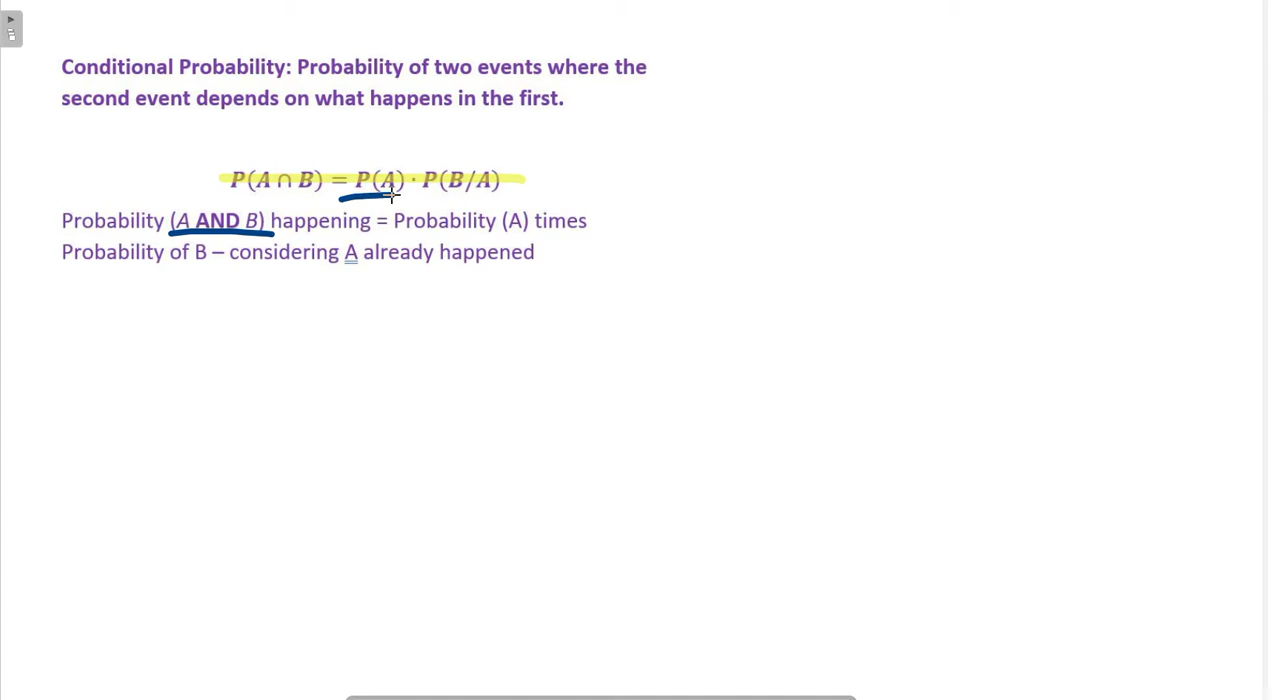 Conditional Probability: Probability of two events where the
second event depends on what happens in the first.
P(A ∩ B) = P(A) · P(B/A)
Probability (A AND B) happening = Probability (A) times
Probability of B – considering A already happened